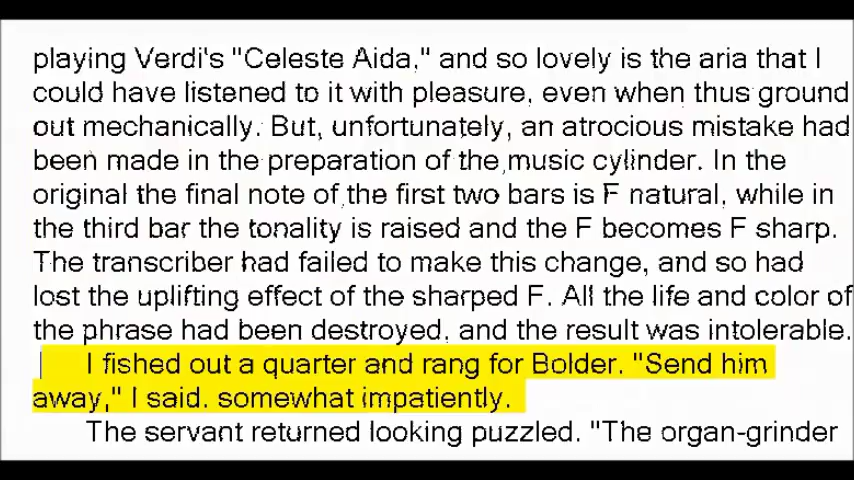 playing Verdi's "Celeste Aida," and so lovely is the aria that I
could have listened to it with pleasure, even when thus ground
out mechanically. But, unfortunately, an atrocious mistake had
been made in the preparation of the music cylinder. In the
original the final note of the first two bars is F natural, while in
the third bar the tonality is raised and the F becomes F sharp.
The transcriber had failed to make this change, and so had
lost the uplifting effect of the sharped F. All the life and color of
the phrase had been destroyed, and the result was intolerable.
I fished out a quarter and rang for Bolder. "Send him
away," I said. somewhat impatiently.
The servant returned looking puzzled. "The organ-grinder